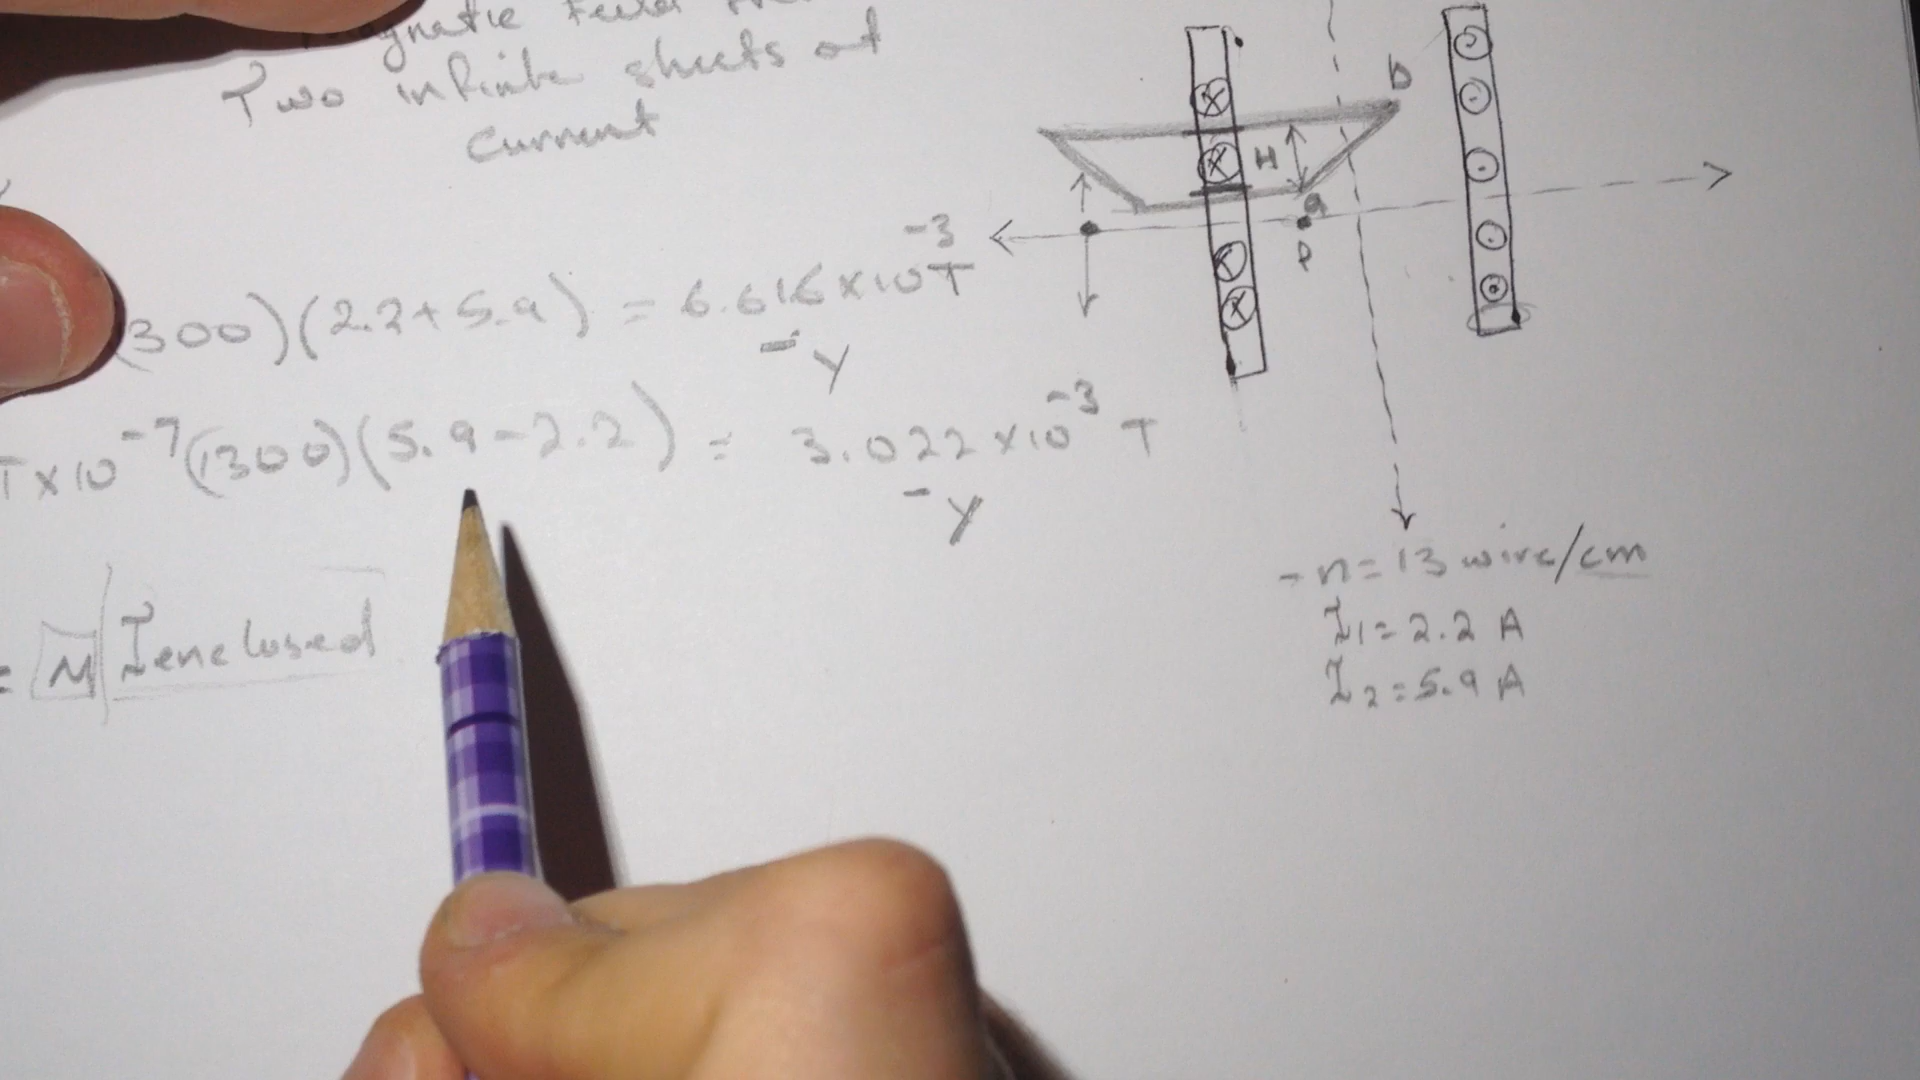 Two infinite sheets of
current
(300)(2.2+5.9) = 6.616×10⁻³ T
-y
π×10⁻⁷(1300)(5.9-2.2) = 3.022×10⁻³ T
-y
= N Ienclosed
b
H
a
P
- n=13 wire/cm
I₁=2.2 A
I₂=5.9 A